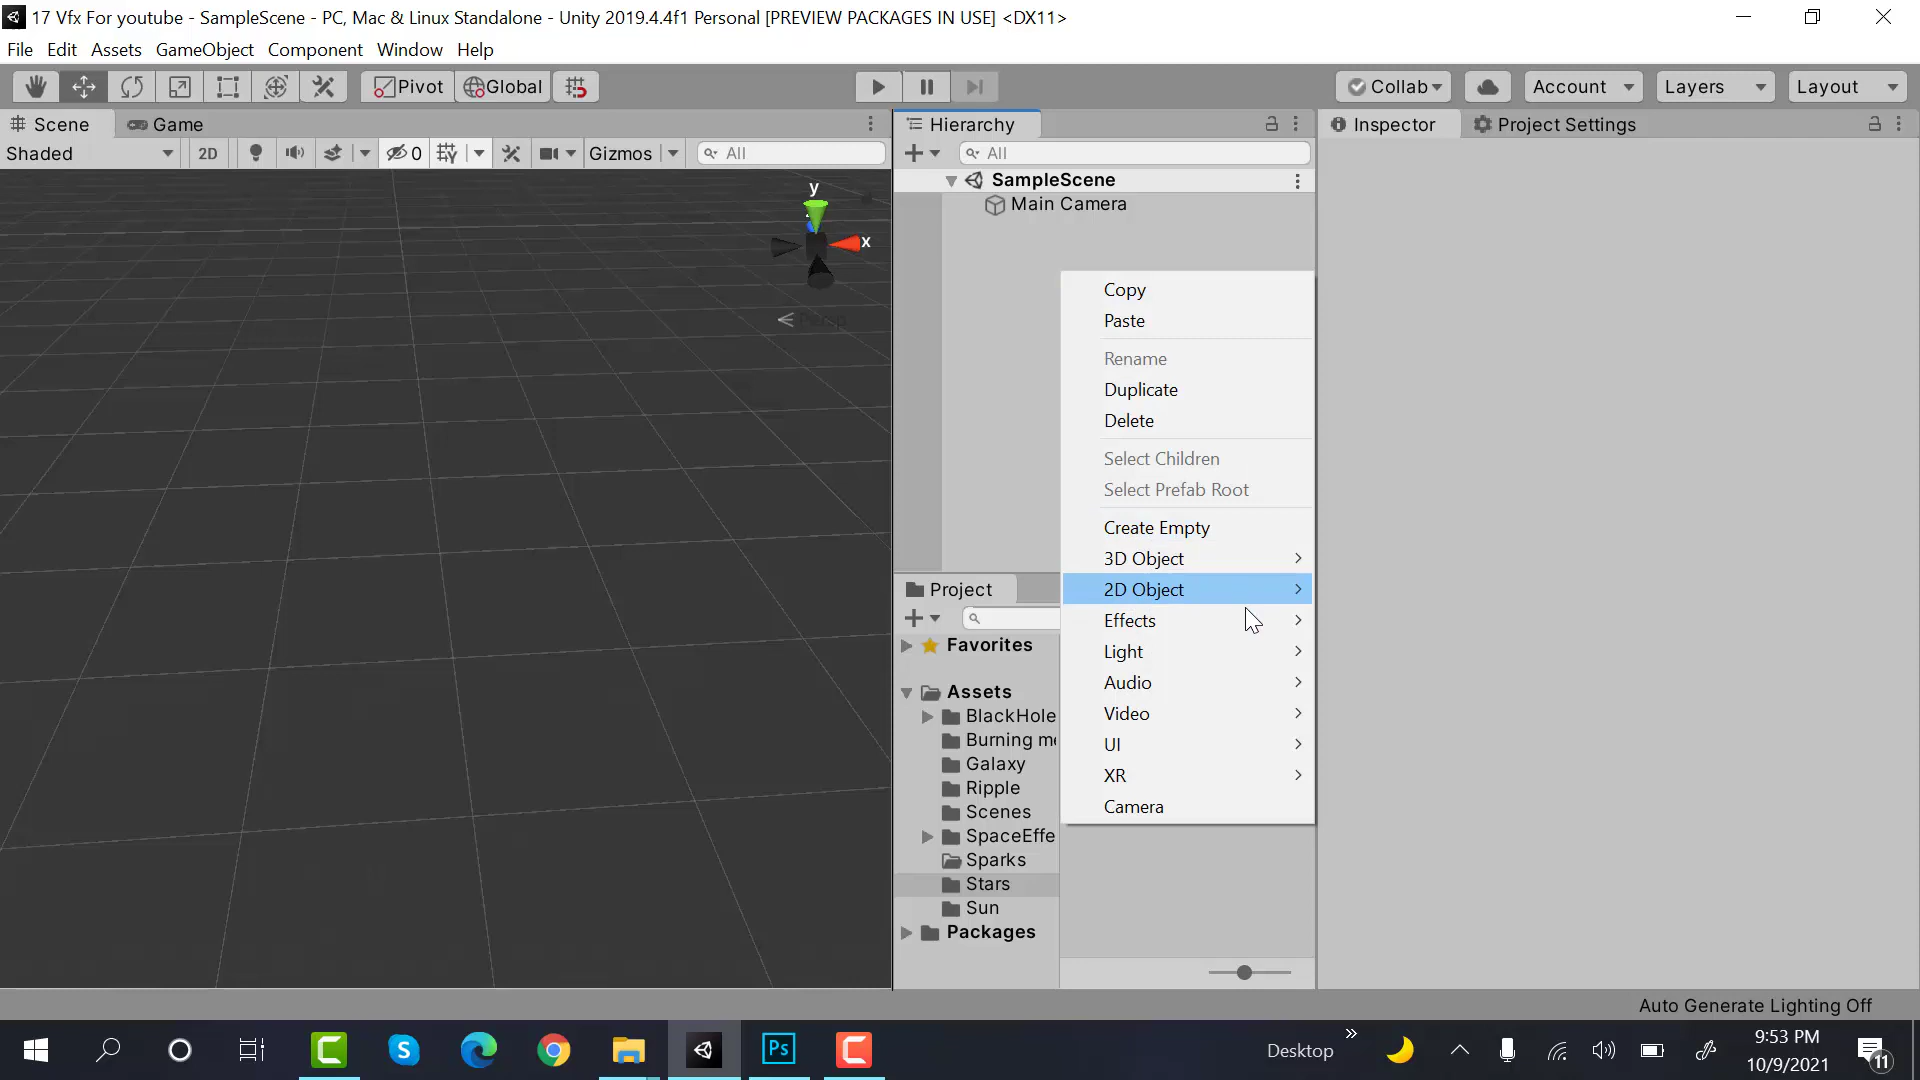 17 Vfx For youtube - SampleScene - PC, Mac & Linux Standalone - Unity 2019.4.4f1 Personal [PREVIEW PACKAGES IN USE] <DX11>
File Edit Assets GameObject Component Window Help
Pivot Global Collab Account Layers Layout
Scene Game Hierarchy Inspector Project Settings
Shaded 2D 0 Gizmos All All
SampleScene
y
Main Camera
x
Persp
Copy
Paste
Rename
Duplicate
Delete
Select Children
Select Prefab Root
Create Empty
3D Object
2D Object
Effects
Light
Audio
Video
UI
XR
Camera
Project
Favorites
Assets
BlackHole
Burning m
Galaxy
Ripple
Scenes
SpaceEffe
Sparks
Stars
Sun
Packages
Auto Generate Lighting Off
Ps
Desktop
9:53 PM
10/9/2021
11